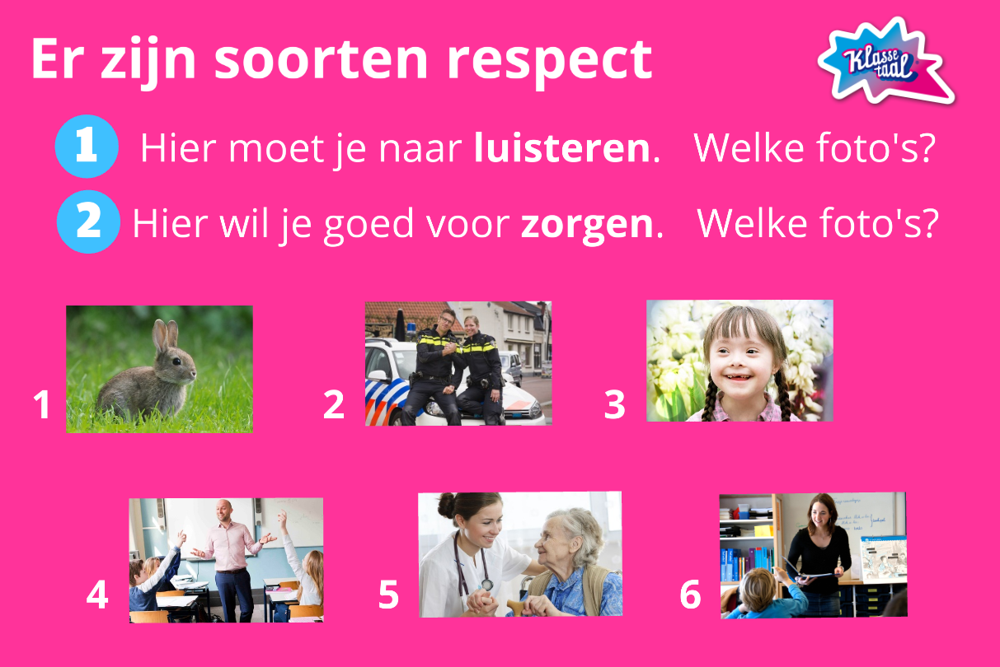 Er zijn soorten respect
Klasse
taal
1 Hier moet je naar luisteren. Welke foto's?
2 Hier wil je goed voor zorgen. Welke foto's?
1
2
3
4
5
6